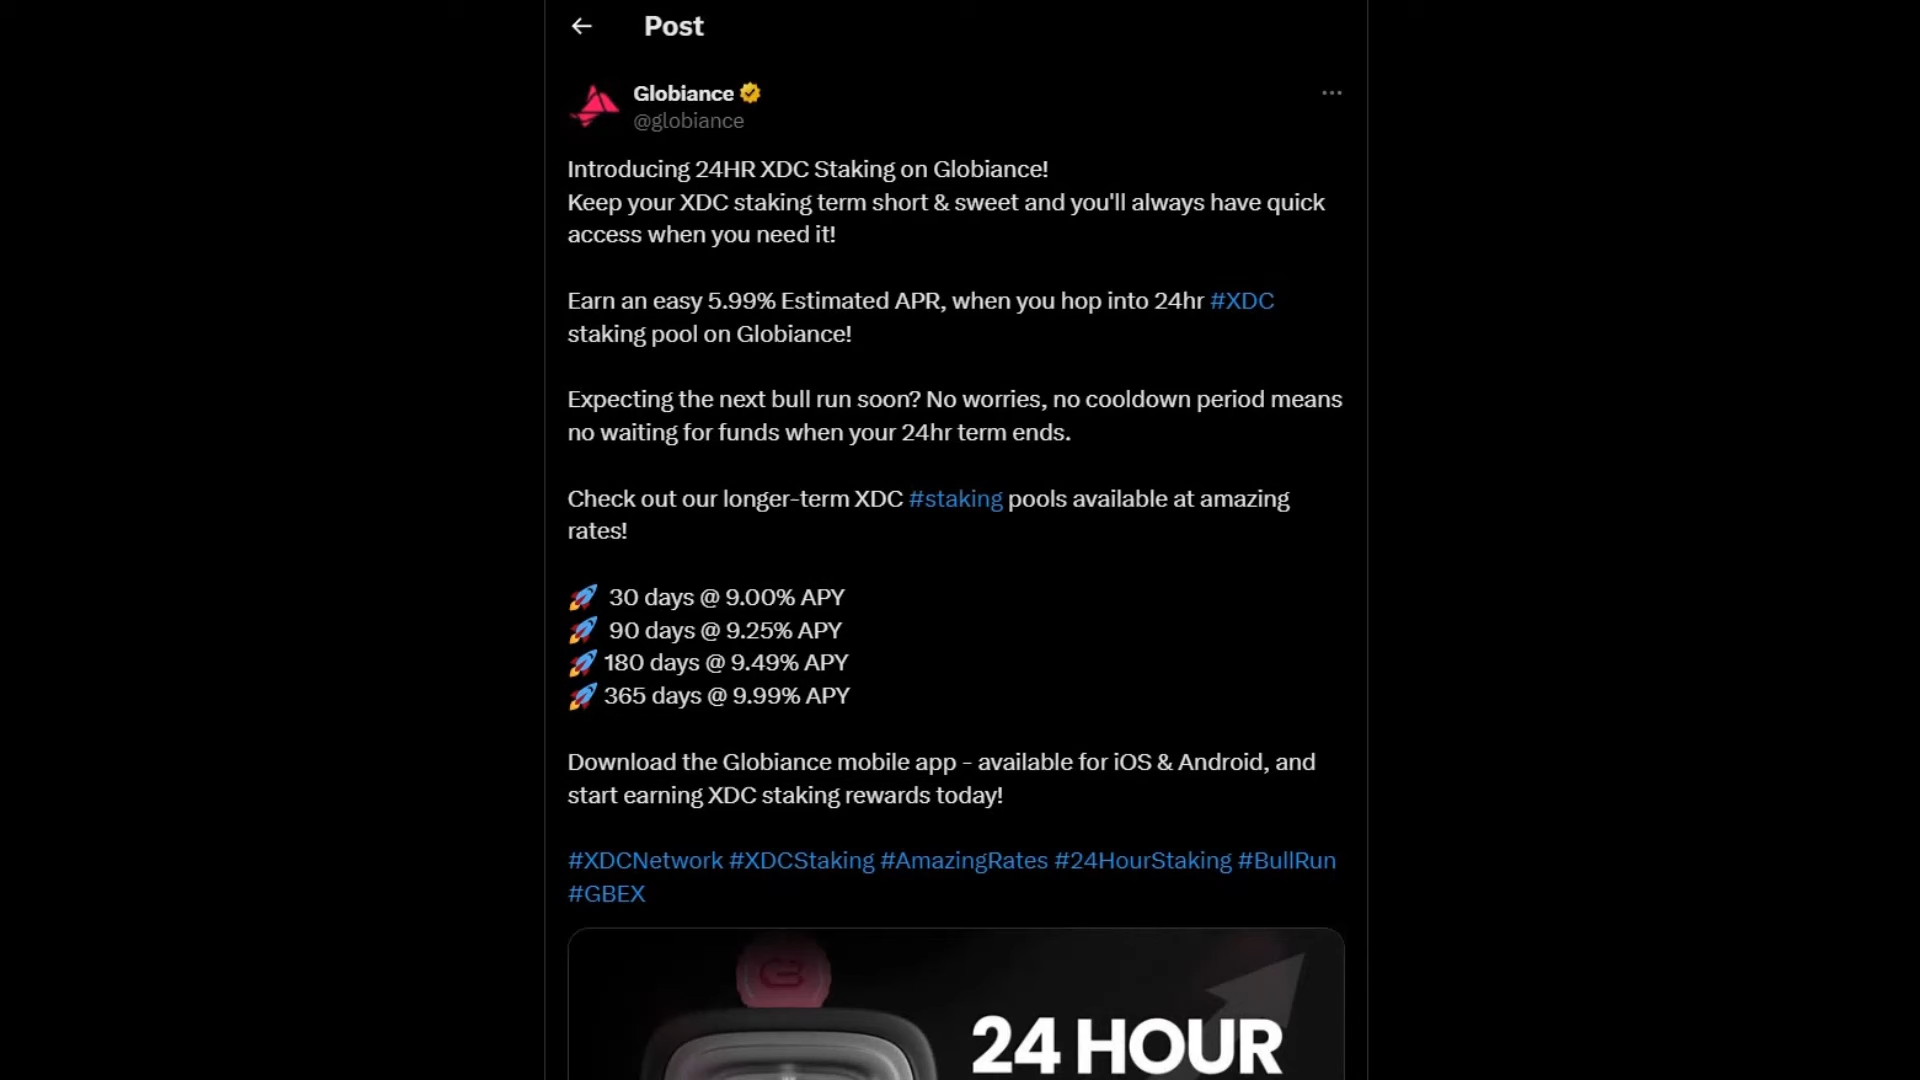 Post
Globiance
@globiance
Introducing 24HR XDC Staking on Globiance!
Keep your XDC staking term short & sweet and you'll always have quick
access when you need it!
Earn an easy 5.99% Estimated APR, when you hop into 24hr #XDC
staking pool on Globiance!
Expecting the next bull run soon? No worries, no cooldown period means
no waiting for funds when your 24hr term ends.
Check out our longer-term XDC #staking pools available at amazing
rates!
🚀 30 days @ 9.00% APY
🚀 90 days @ 9.25% APY
🚀 180 days @ 9.49% APY
🚀 365 days @ 9.99% APY
Download the Globiance mobile app - available for iOS & Android, and
start earning XDC staking rewards today!
#XDCNetwork #XDCStaking #AmazingRates #24HourStaking #BullRun
#GBEX
24 HOUR